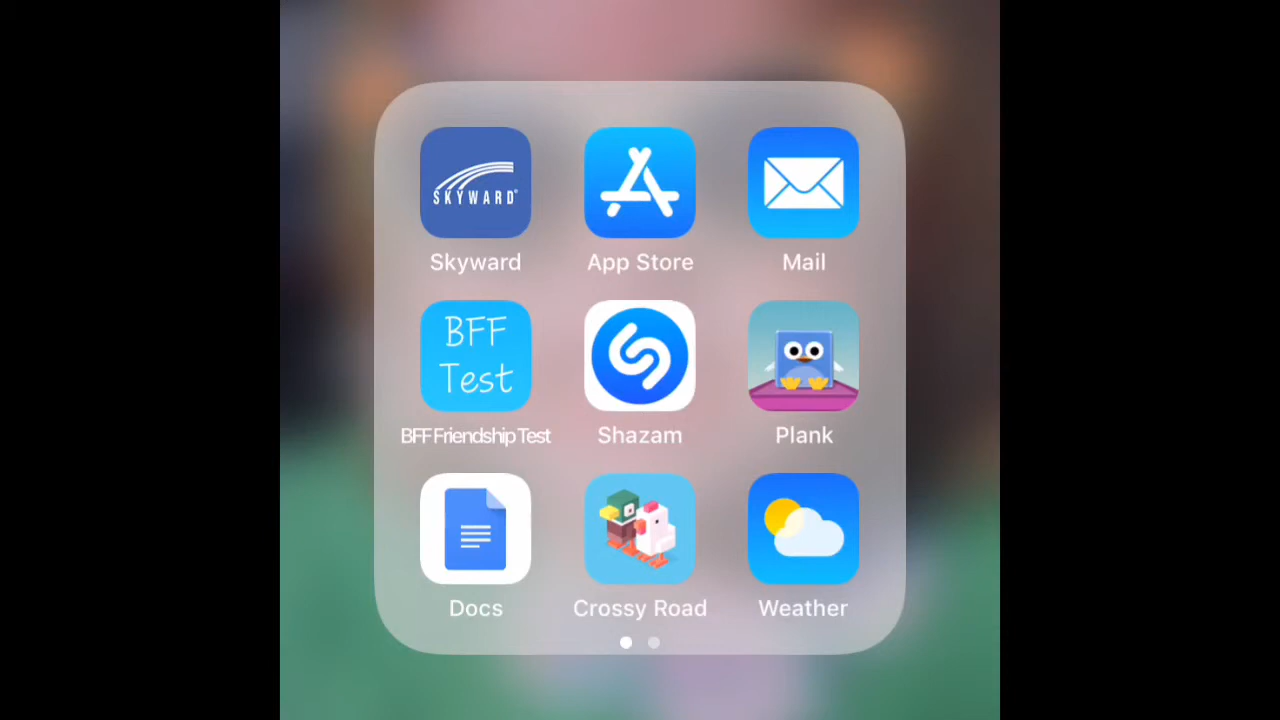 SKYWARD
Skyward
App Store
Mail
BFF
Test
BFF Friendship Test
Shazam
Plank
Docs
Crossy Road
Weather